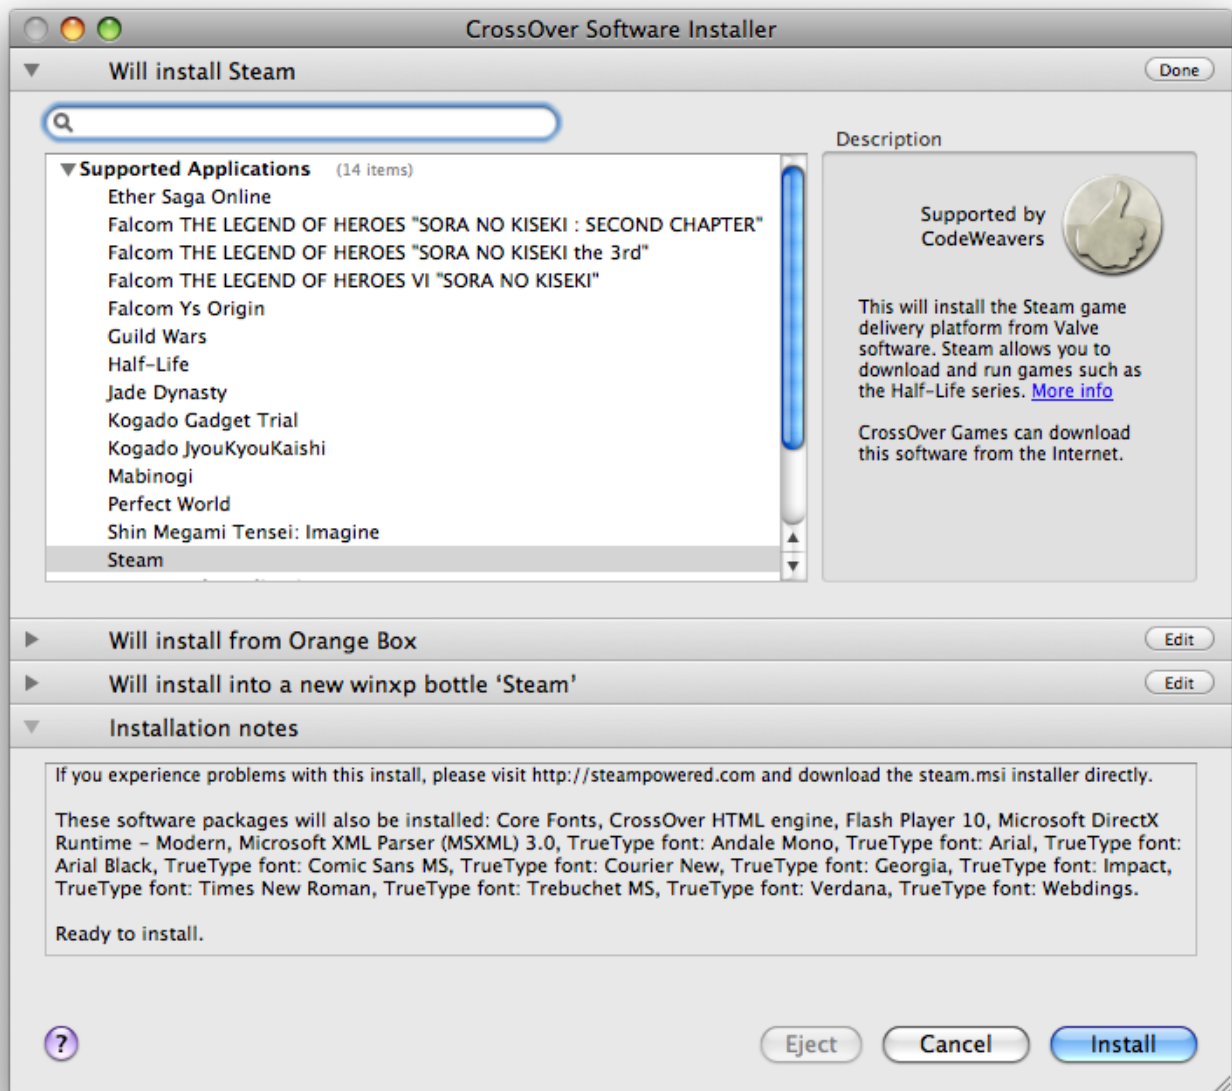 CrossOver Software Installer
Will install Steam
Done
Supported Applications (14 items)
Ether Saga Online
Falcom THE LEGEND OF HEROES "SORA NO KISEKI : SECOND CHAPTER"
Falcom THE LEGEND OF HEROES "SORA NO KISEKI the 3rd"
Falcom THE LEGEND OF HEROES VI "SORA NO KISEKI"
Falcom Ys Origin
Guild Wars
Half-Life
Jade Dynasty
Kogado Gadget Trial
Kogado JyouKyouKaishi
Mabinogi
Perfect World
Shin Megami Tensei: Imagine
Steam
Description
Supported by
CodeWeavers
This will install the Steam game
delivery platform from Valve
software. Steam allows you to
download and run games such as
the Half-Life series. More info
CrossOver Games can download
this software from the Internet.
Will install from Orange Box
Edit
Will install into a new winxp bottle ‘Steam’
Edit
Installation notes
If you experience problems with this install, please visit http://steampowered.com and download the steam.msi installer directly.
These software packages will also be installed: Core Fonts, CrossOver HTML engine, Flash Player 10, Microsoft DirectX
Runtime – Modern, Microsoft XML Parser (MSXML) 3.0, TrueType font: Andale Mono, TrueType font: Arial, TrueType font:
Arial Black, TrueType font: Comic Sans MS, TrueType font: Courier New, TrueType font: Georgia, TrueType font: Impact,
TrueType font: Times New Roman, TrueType font: Trebuchet MS, TrueType font: Verdana, TrueType font: Webdings.
Ready to install.
?
Eject
Cancel
Install